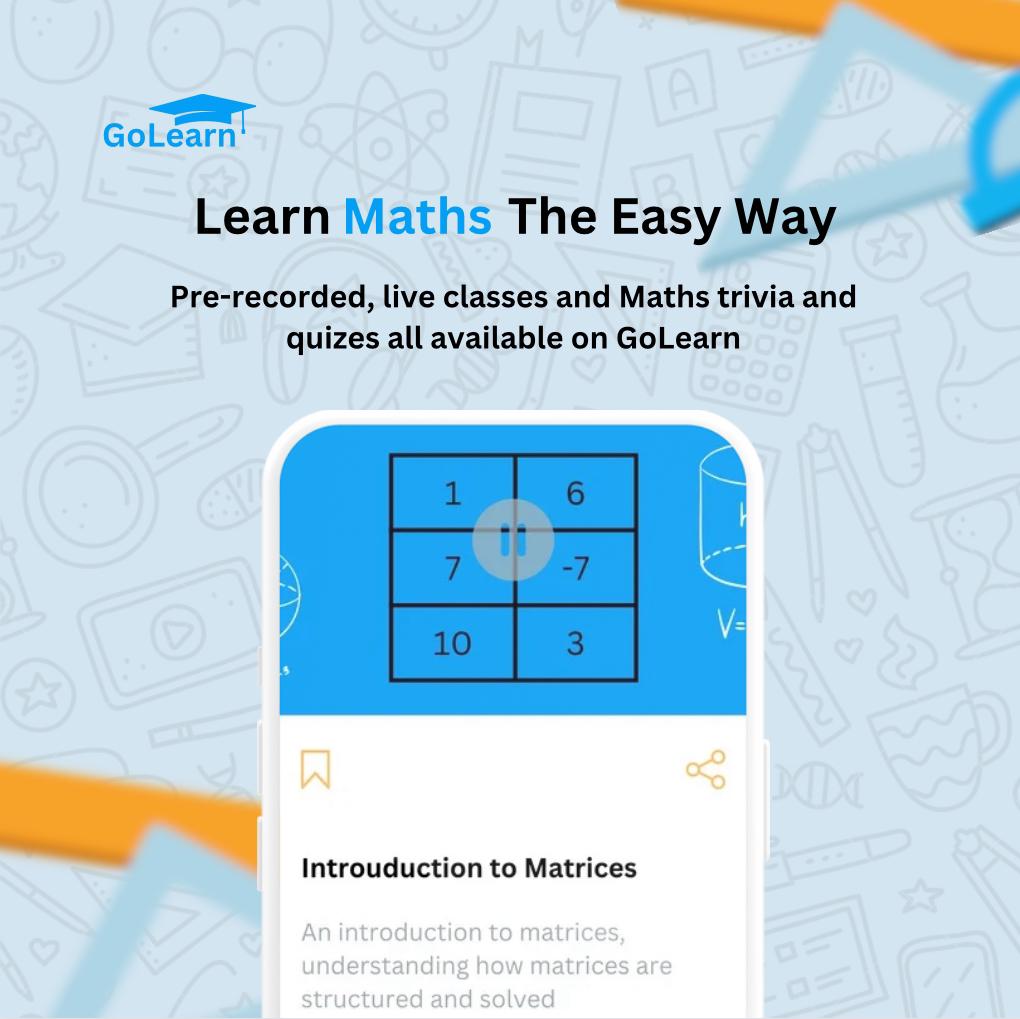 GoLearn
Learn Maths The Easy Way
Pre-recorded, live classes and Maths trivia and
quizes all available on GoLearn
1 6
7 -7
10 3
V=
Introuduction to Matrices
An introduction to matrices,
understanding how matrices are
structured and solved